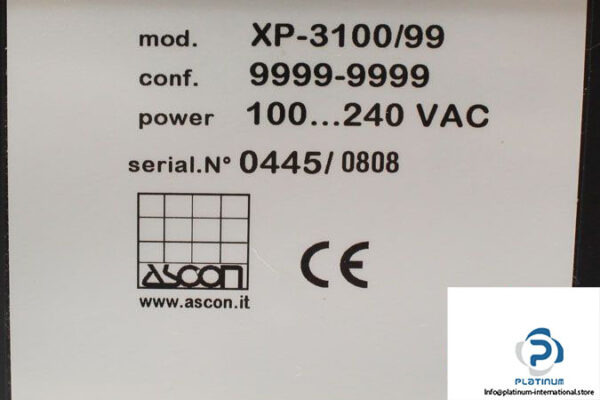 mod. XP-3100/99
conf. 9999-9999
power 100...240 VAC
serial.N° 0445/ 0808
ascon
CE
www.ascon.it
PLATINUM
Info@platinum-international.store